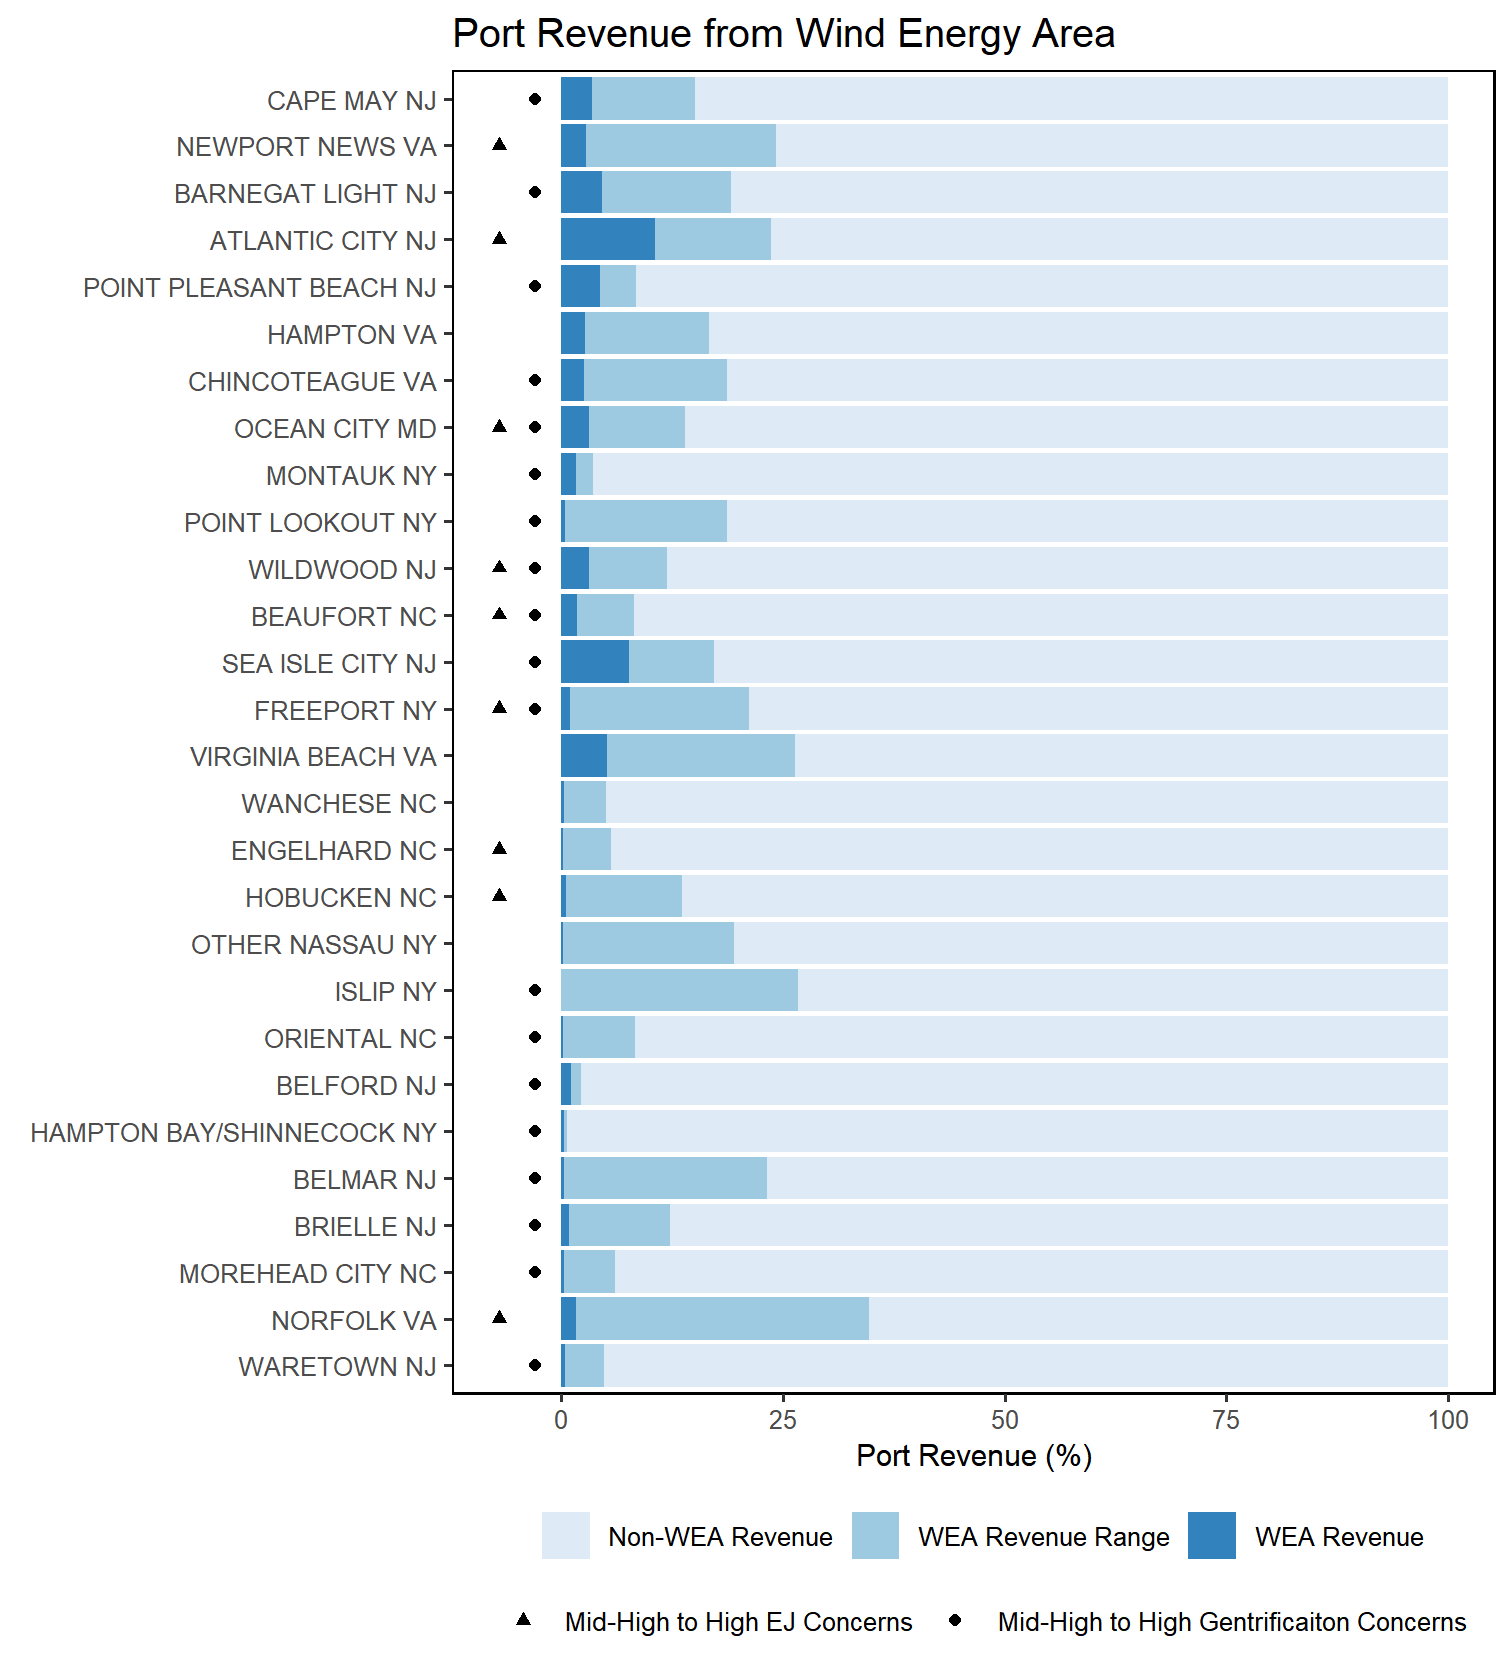 Port Revenue from Wind Energy Area
CAPE MAY NJ
NEWPORT NEWS VA
BARNEGAT LIGHT NJ
ATLANTIC CITY NJ
POINT PLEASANT BEACH NJ
HAMPTON VA
CHINCOTEAGUE VA
OCEAN CITY MD
MONTAUK NY
POINT LOOKOUT NY
WILDWOOD NJ
BEAUFORT NC
SEA ISLE CITY NJ
FREEPORT NY
VIRGINIA BEACH VA
WANCHESE NC
ENGELHARD NC
HOBUCKEN NC
OTHER NASSAU NY
ISLIP NY
ORIENTAL NC
BELFORD NJ
HAMPTON BAY/SHINNECOCK NY
BELMAR NJ
BRIELLE NJ
MOREHEAD CITY NC
NORFOLK VA
WARETOWN NJ
0 25 50 75 100
Port Revenue (%)
Non-WEA Revenue WEA Revenue Range WEA Revenue
Mid-High to High EJ Concerns Mid-High to High Gentrificaiton Concerns